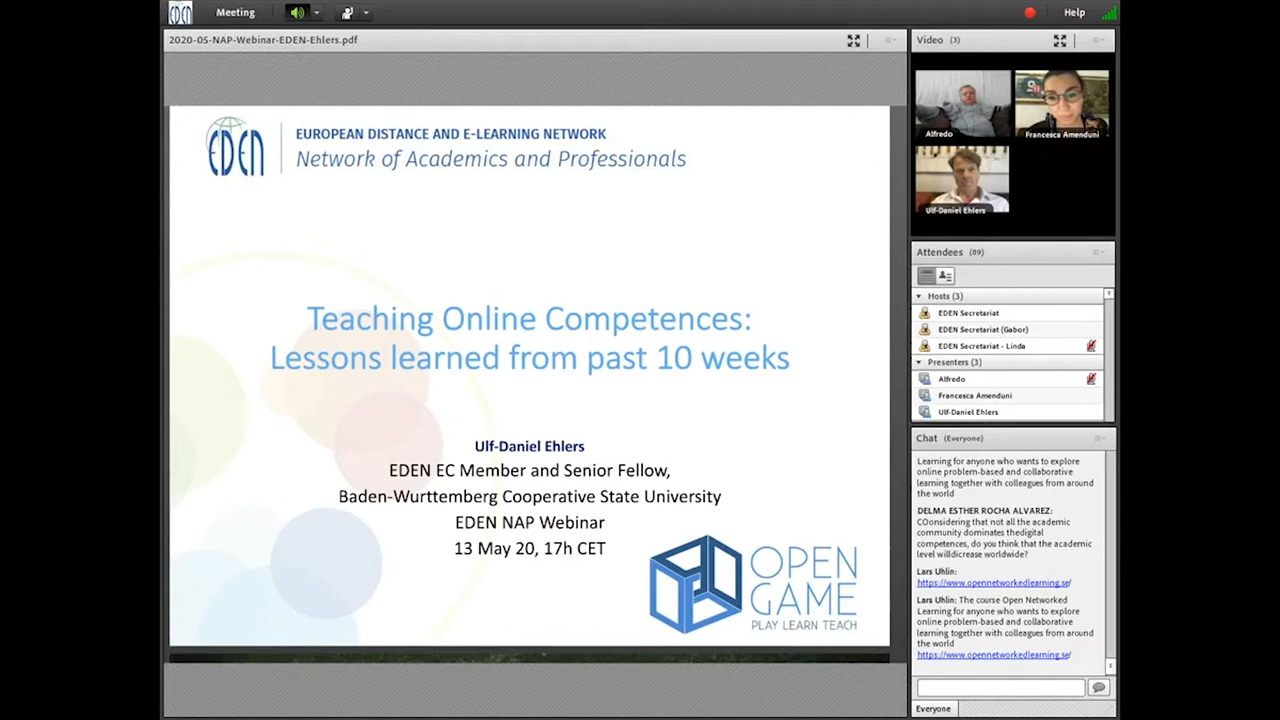 EDEN
Meeting
Help
2020-05-NAP-Webinar-EDEN-Ehlers.pdf
EDEN
EUROPEAN DISTANCE AND E-LEARNING NETWORK
Network of Academics and Professionals
Teaching Online Competences:
Lessons learned from past 10 weeks
Ulf-Daniel Ehlers
EDEN EC Member and Senior Fellow,
Baden-Wurttemberg Cooperative State University
EDEN NAP Webinar
13 May 20, 17h CET
OPEN
GAME
PLAY LEARN TEACH
Video (3)
Alfredo
Francesca Amenduni
Ulf-Daniel Ehlers
Attendees (89)
Hosts (3)
EDEN Secretariat
EDEN Secretariat (Gabor)
EDEN Secretariat - Linda
Presenters (3)
Alfredo
Francesca Amenduni
Ulf-Daniel Ehlers
Chat (Everyone)
Learning for anyone who wants to explore
online problem-based and collaborative
learning together with colleagues from around
the world
DELMA ESTHER ROCHA ALVAREZ:
COOnsidering that not all the academic
community dominates thedigital
competences, do you think that the academic
level willdicrease worldwide?
Lars Uhlin:
https://www.opennetworkedlearning.se/
Lars Uhlin: The course Open Networked
Learning for anyone who wants to explore
online problem-based and collaborative
learning together with colleagues from around
the world
https://www.opennetworkedlearning.se/
Everyone